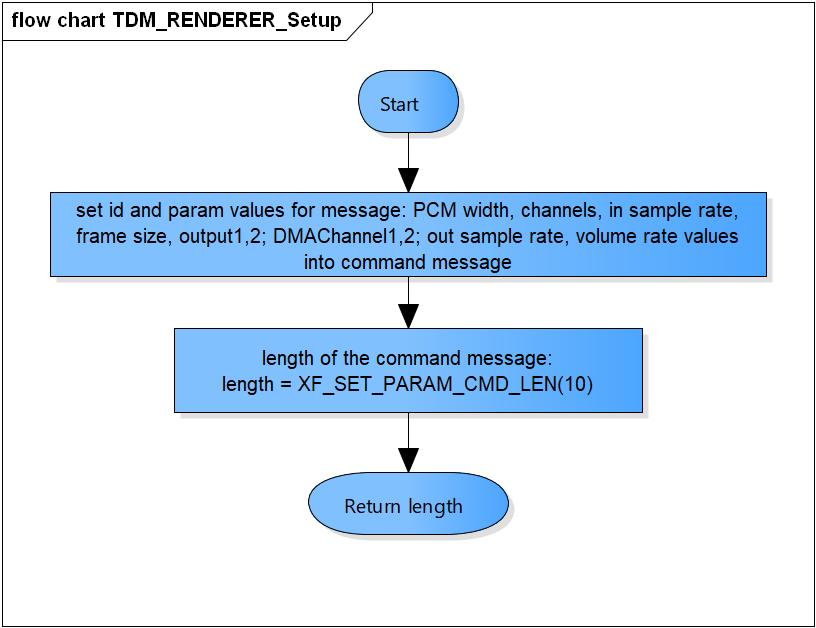 flow chart TDM_RENDERER_Setup
Start
set id and param values for message: PCM width, channels, in sample rate,
frame size, output1,2; DMAChannel1,2; out sample rate, volume rate values
into command message
length of the command message:
length = XF_SET_PARAM_CMD_LEN(10)
Return length